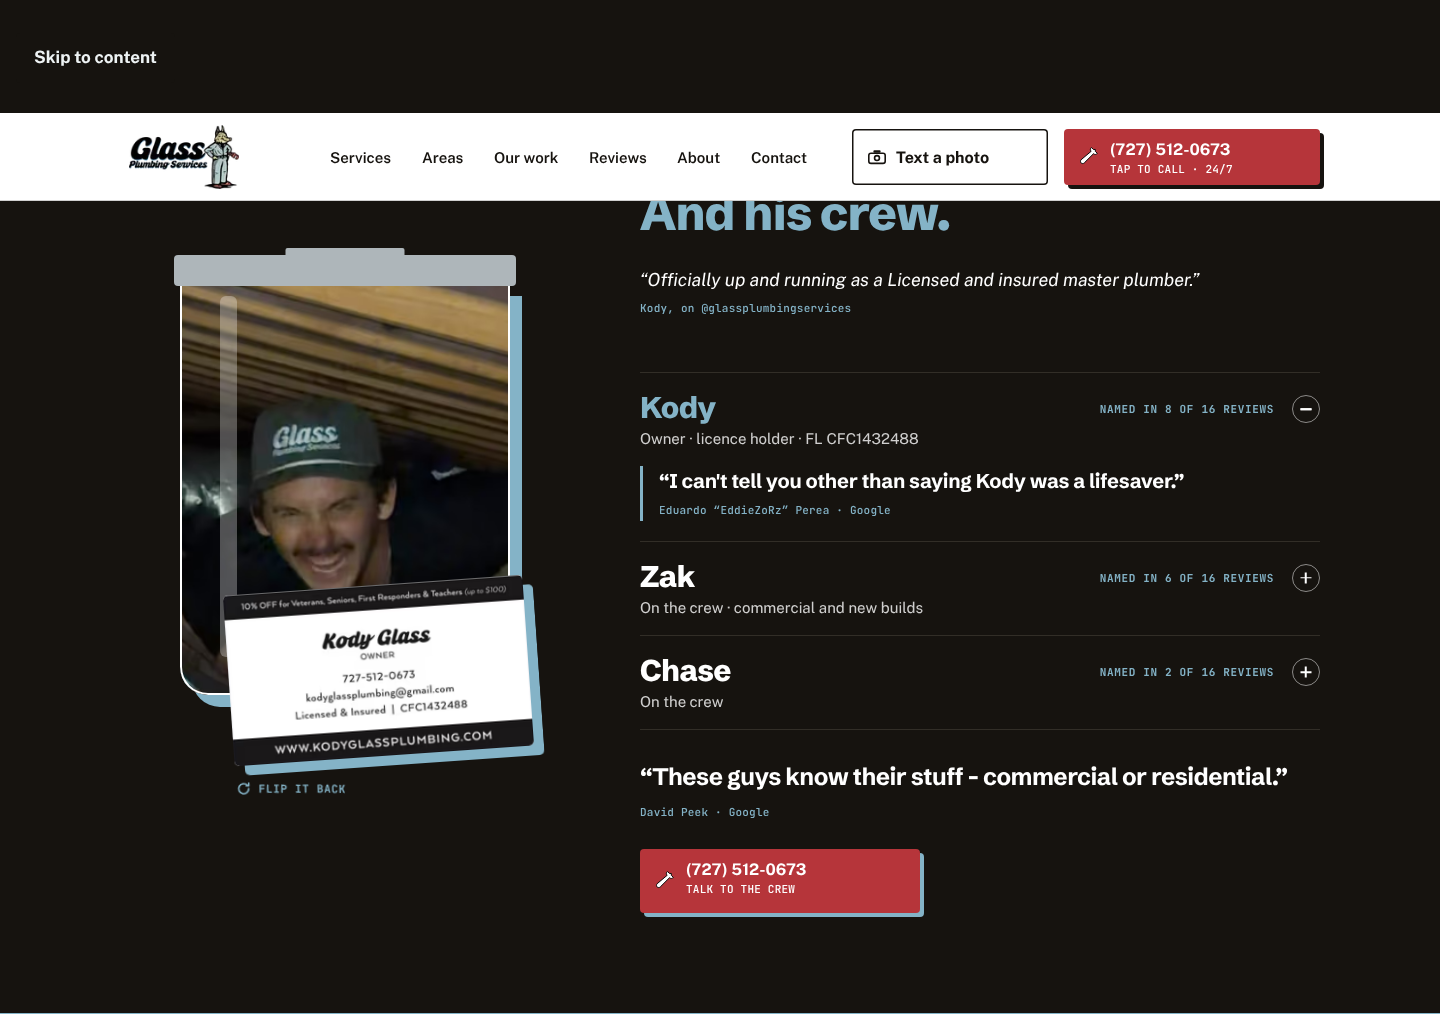 Skip to content
Glass
Plumbing Services
Services
Areas
Our work
Reviews
About
Contact
Text a photo
(727) 512-0673
TAP TO CALL · 24/7
And his crew.
“Officially up and running as a Licensed and insured master plumber.”
Kody, on @glassplumbingservices
Glass
Plumbing Services
10% OFF for Veterans, Seniors, First Responders & Teachers (up to $100)
Kody Glass
OWNER
727-512-0673
kodyglassplumbing@gmail.com
Licensed & Insured | CFC1432488
WWW.KODYGLASSPLUMBING.COM
FLIP IT BACK
Kody
NAMED IN 8 OF 16 REVIEWS
Owner · licence holder · FL CFC1432488
“I can't tell you other than saying Kody was a lifesaver.”
Eduardo “EddieZoRz” Perea · Google
Zak
NAMED IN 6 OF 16 REVIEWS
On the crew · commercial and new builds
Chase
NAMED IN 2 OF 16 REVIEWS
On the crew
“These guys know their stuff - commercial or residential.”
David Peek · Google
(727) 512-0673
TALK TO THE CREW